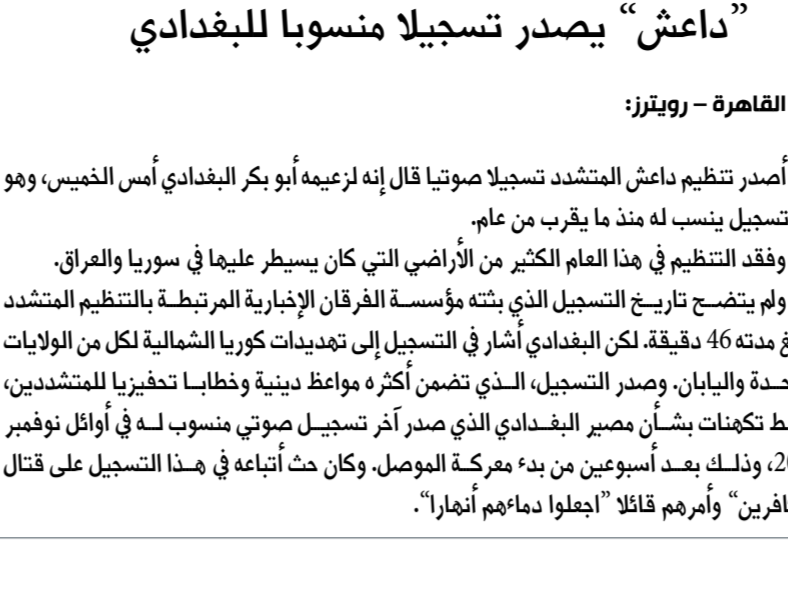 ”داعش“ يصدر تسجيلا منسوبا للبغدادي
القاهرة – رويترز:
أصدر تنظيم داعش المتشدد تسجيلا صوتيا قال إنه لزعيمه أبو بكر البغدادي أمس الخميس، وهو
تسجيل ينسب له منذ ما يقرب من عام.
وفقد التنظيم في هذا العام الكثير من الأراضي التي كان يسيطر عليها في سوريا والعراق.
ولم يتضح تاريخ التسجيل الذي بثته مؤسسة الفرقان الإخبارية المرتبطة بالتنظيم المتشدد
مدته 46 دقيقة. لكن البغدادي أشار في التسجيل إلى تهديدات كوريا الشمالية لكل من الولايات
واليابان. وصدر التسجيل، الذي تضمن أكثره مواعظ دينية وخطابا تحفيزيا للمتشددين،
تكهنات بشأن مصير البغدادي الذي صدر آخر تسجيل صوتي منسوب له في أوائل نوفمبر
وذلك بعد أسبوعين من بدء معركة الموصل. وكان حث أتباعه في هذا التسجيل على قتال
وأمرهم قائلا ”اجعلوا دماءهم أنهارا“.